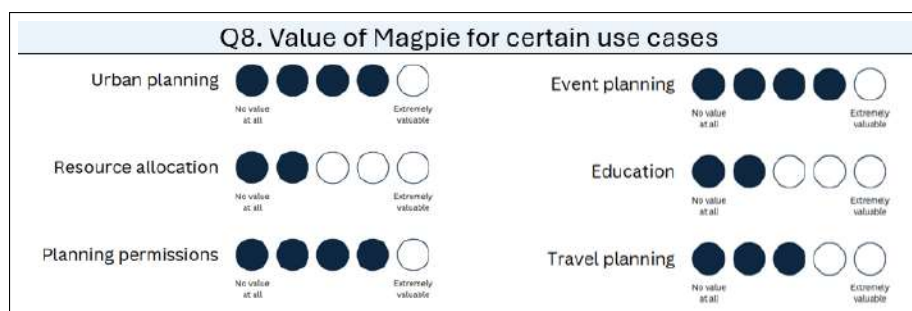 Q8. Value of Magpie for certain use cases
Urban planning
No value
at all
Extremely
valuable
Event planning
No value
at all
Extremely
valuable
Resource allocation
No value
at all
Extremely
valuable
Education
No value
at all
Extremely
valuable
Planning permissions
No value
at all
Extremely
valuable
Travel planning
No value
at all
Extremely
valuable